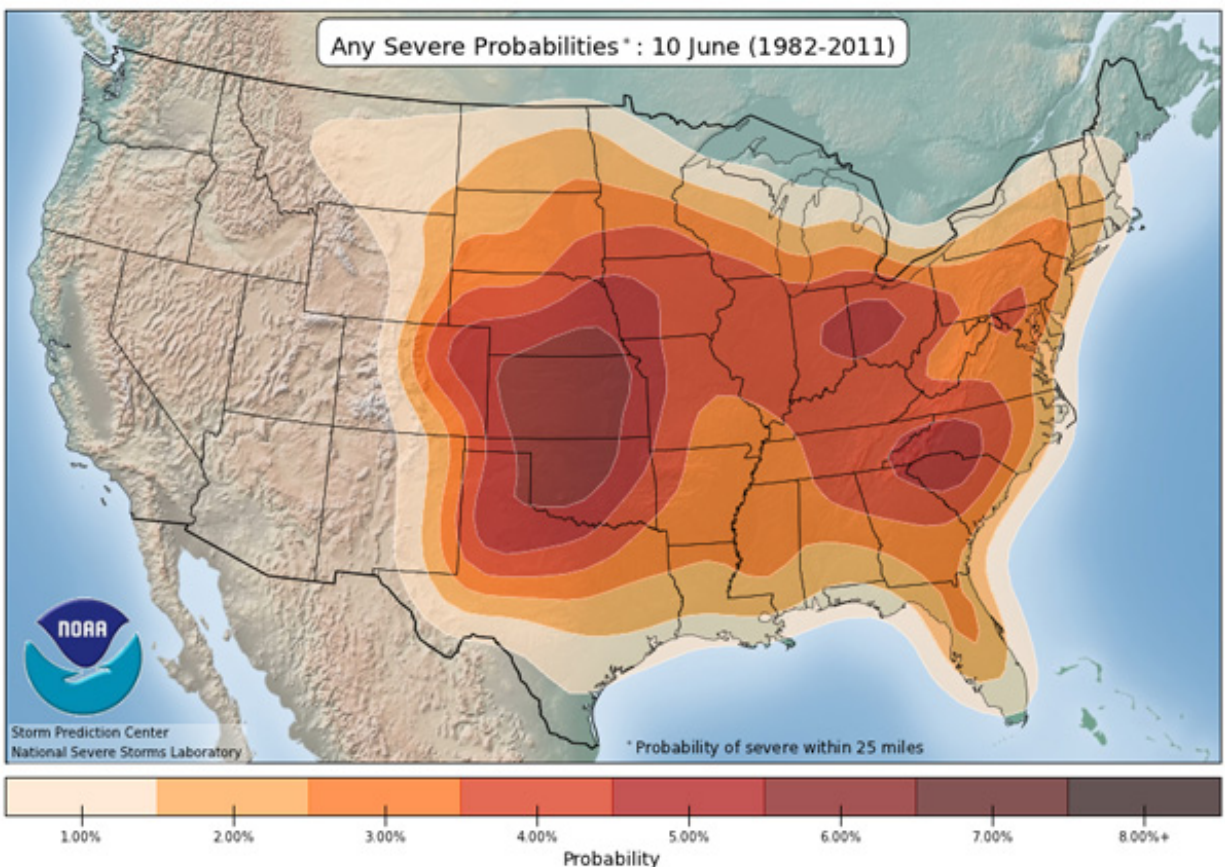 Any Severe Probabilities*: 10 June (1982-2011)
NOAA
Storm Prediction Center
National Severe Storms Laboratory
*Probability of severe within 25 miles
1.00% 2.00% 3.00% 4.00% 5.00% 6.00% 7.00% 8.00%+
Probability